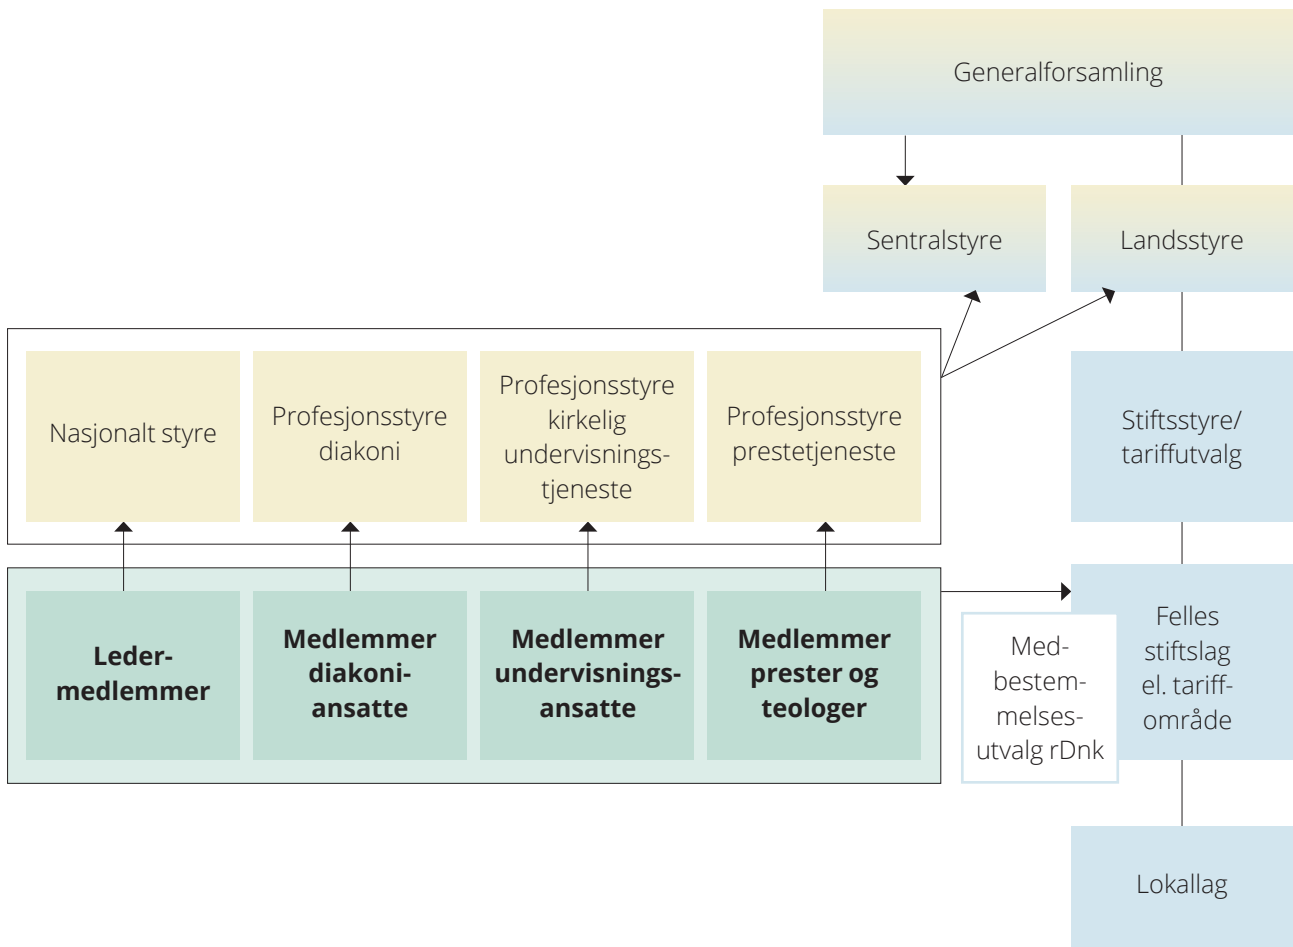 Generalforsamling
Sentralstyre
Landsstyre
Nasjonalt styre
Profesjonsstyre
diakoni
Profesjonsstyre
kirkelig
undervisnings-
tjeneste
Profesjonsstyre
prestetjeneste
Stiftsstyre/
tariffutvalg
Leder-
medlemmer
Medlemmer
diakoni-
ansatte
Medlemmer
undervisnings-
ansatte
Medlemmer
prester og
teologer
Med-
bestem-
melses-
utvalg rDnk
Felles
stiftslag
el. tariff-
område
Lokallag